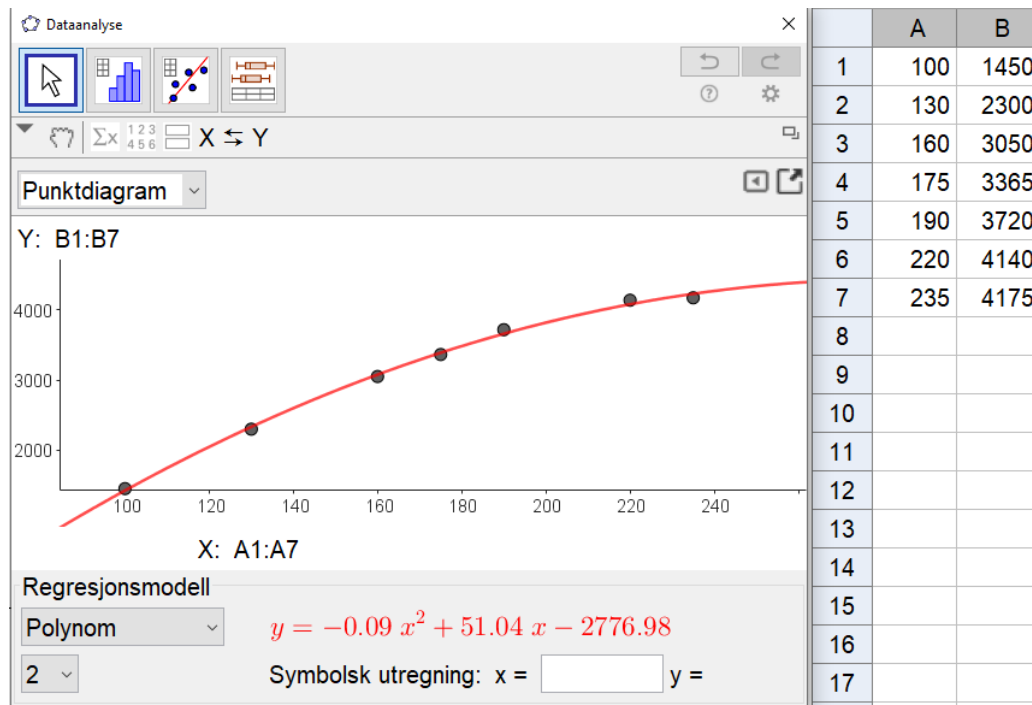 Dataanalyse
Σx 123 456 X ⇆ Y
Punktdiagram
Y: B1:B7
4000
3000
2000
100 120 140 160 180 200 220 240
X: A1:A7
Regresjonsmodell
Polynom
y = −0.09 x² + 51.04 x − 2776.98
2
Symbolsk utregning: x = y =
A B
1 100 1450
2 130 2300
3 160 3050
4 175 3365
5 190 3720
6 220 4140
7 235 4175
8
9
10
11
12
13
14
15
16
17